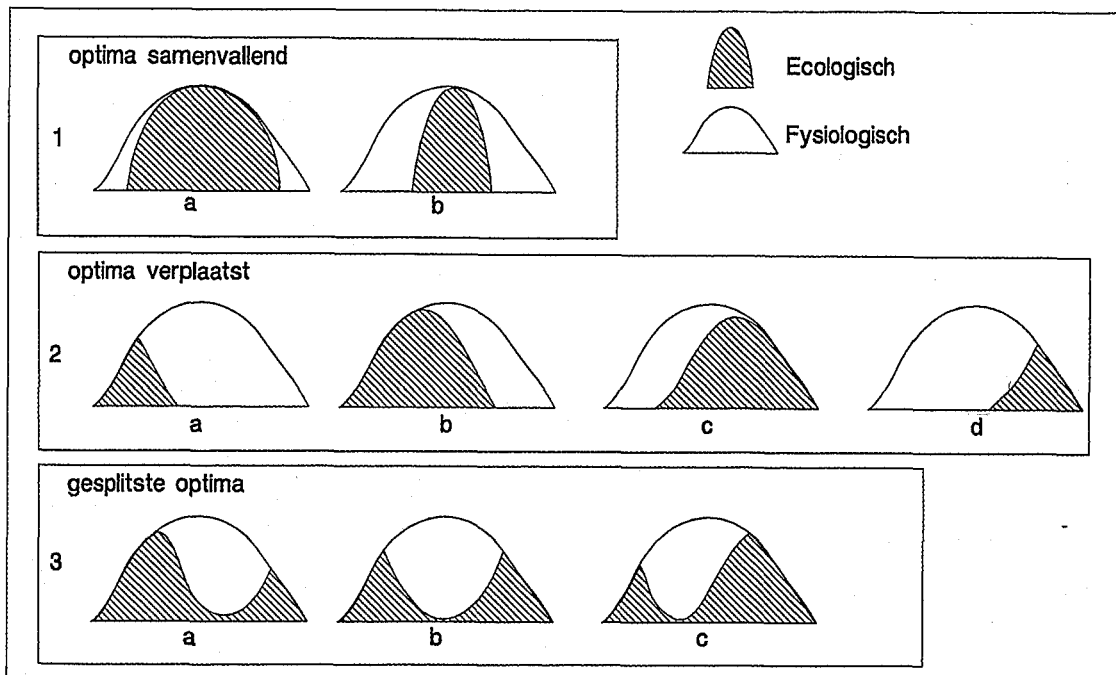 optima samenvallend
Ecologisch
Fysiologisch
1
a
b
optima verplaatst
2
a
b
c
d
gesplitste optima
3
a
b
c